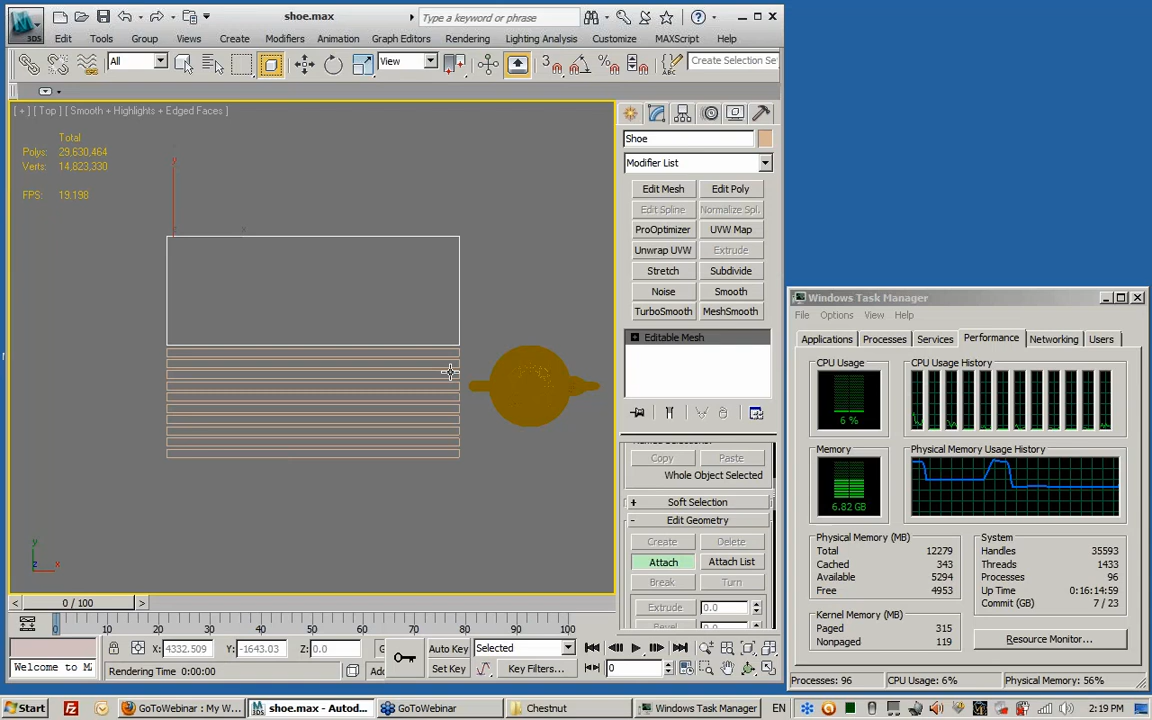 shoe.max
Type a keyword or phrase
3DS
Edit Tools Group Views Create Modifiers Animation Graph Editors Rendering Lighting Analysis Customize MAXScript Help
All
View
3
Create Selection Se
[ + ] [ Top ] [ Smooth + Highlights + Edged Faces ]
Total
Polys: 29,630,464
Verts: 14,823,330
FPS: 19.198
y
x
y
z x
Shoe
Modifier List
Edit Mesh Edit Poly
Edit Spline Normalize Spl.
ProOptimizer UVW Map
Unwrap UVW Extrude
Stretch Subdivide
Noise Smooth
TurboSmooth MeshSmooth
Editable Mesh
Copy Paste
Whole Object Selected
+ Soft Selection
- Edit Geometry
Create Delete
Attach Attach List
Break Turn
Extrude 0.0
0.0
0 / 100
0 10 20 30 40 50 60 70 80 90 100
X: 4332.509 Y: -1643.03 Z: 0.0
Auto Key Selected
Welcome to M
Rendering Time 0:00:00
Add
Set Key Key Filters... 0
Windows Task Manager
File Options View Help
Applications Processes Services Performance Networking Users
CPU Usage CPU Usage History
6 %
Memory Physical Memory Usage History
6.82 GB
Physical Memory (MB)
Total 12279
Cached 343
Available 5294
Free 4953
Kernel Memory (MB)
Paged 315
Nonpaged 119
System
Handles 35593
Threads 1433
Processes 96
Up Time 0:16:14:59
Commit (GB) 7 / 23
Resource Monitor...
Processes: 96 CPU Usage: 6% Physical Memory: 56%
Start GoToWebinar : My W... shoe.max - Autod... GoToWebinar Chestnut Windows Task Manager EN 2:19 PM